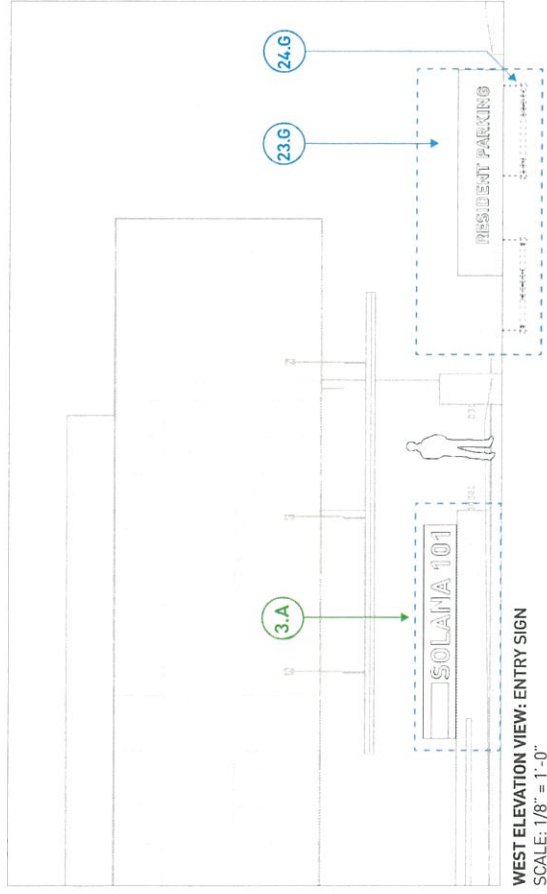 24.G
23.G
3.A
RESIDENT PARKING
SOLANA 101
WEST ELEVATION VIEW: ENTRY SIGN
SCALE: 1/8" = 1'-0"